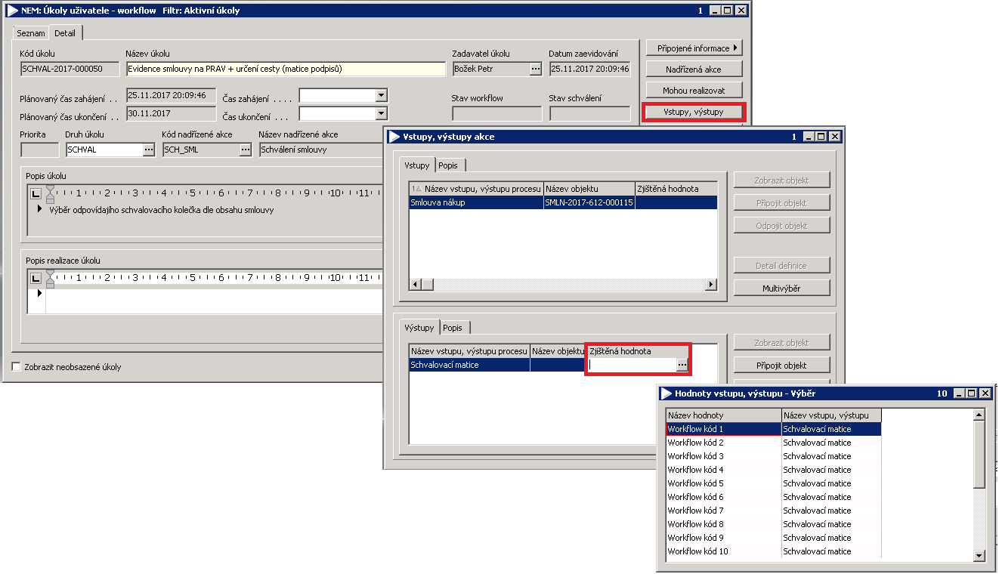 NEM: Úkoly uživatele - workflow Filtr: Aktivní úkoly 1
Seznam Detail
Kód úkolu Název úkolu Zadavatel úkolu Datum zaevidování
SCHVAL-2017-000050 Evidence smlouvy na PRAV + určení cesty (matice podpisů) Božek Petr ... 25.11.2017 20:09:46
Plánovaný čas zahájení . . 25.11.2017 20:09:46 Čas zahájení . . . . Stav workflow Stav schválení
Plánovaný čas ukončení . . 30.11.2017 Čas ukončení . . .
Priorita Druh úkolu Kód nadřízené akce Název nadřízené akce
SCHVAL ... SCH_SML ... Schválení smlouvy
Popis úkolu
1 2 3 4 5 6 7 8 9 10 11
Výběr odpovídajího schvalovacího kolečka dle obsahu smlouvy
Popis realizace úkolu
1 2 3 4 5 6 7 8 9 10 11
Zobrazit neobsazené úkoly
Připojené informace
Nadřízená akce
Mohou realizovat
Vstupy, výstupy
Vstupy, výstupy akce 1
Vstupy Popis
1 Název vstupu, výstupu procesu Název objektu Zjištěná hodnota
Smlouva nákup SMLN-2017-612-000115
Zobrazit objekt
Připojit objekt
Odpojit objekt
Detail definice
Multivýběr
Výstupy Popis
Název vstupu, výstupu procesu Název objektu Zjištěná hodnota
Schvalovací matice ...
Zobrazit objekt
Připojit objekt
Hodnoty vstupu, výstupu - Výběr 10
Název hodnoty Název vstupu, výstupu
Workflow kód 1 Schvalovací matice
Workflow kód 2 Schvalovací matice
Workflow kód 3 Schvalovací matice
Workflow kód 4 Schvalovací matice
Workflow kód 5 Schvalovací matice
Workflow kód 6 Schvalovací matice
Workflow kód 7 Schvalovací matice
Workflow kód 8 Schvalovací matice
Workflow kód 9 Schvalovací matice
Workflow kód 10 Schvalovací matice